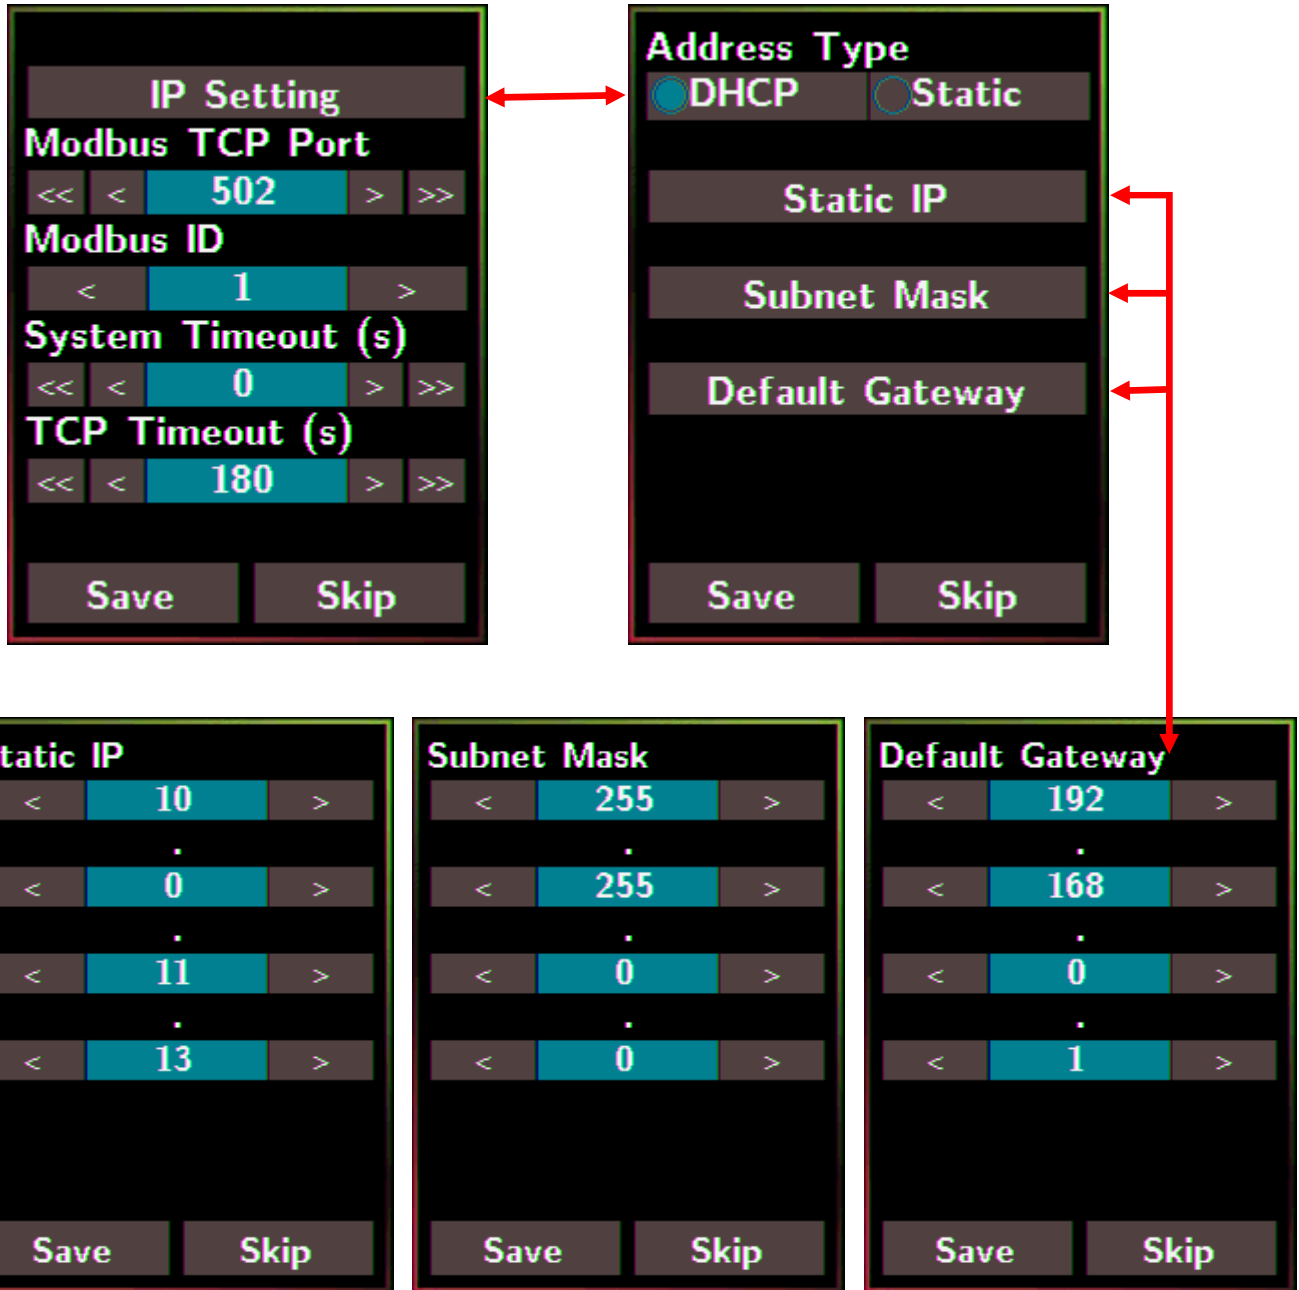 IP Setting
Modbus TCP Port
<< < 502 > >>
Modbus ID
< 1 >
System Timeout (s)
<< < 0 > >>
TCP Timeout (s)
<< < 180 > >>
Save Skip
Address Type
DHCP Static
Static IP
Subnet Mask
Default Gateway
Save Skip
tatic IP
< 10 >
.
< 0 >
.
< 11 >
.
< 13 >
Save Skip
Subnet Mask
< 255 >
.
< 255 >
.
< 0 >
.
< 0 >
Save Skip
Default Gateway
< 192 >
.
< 168 >
.
< 0 >
.
< 1 >
Save Skip